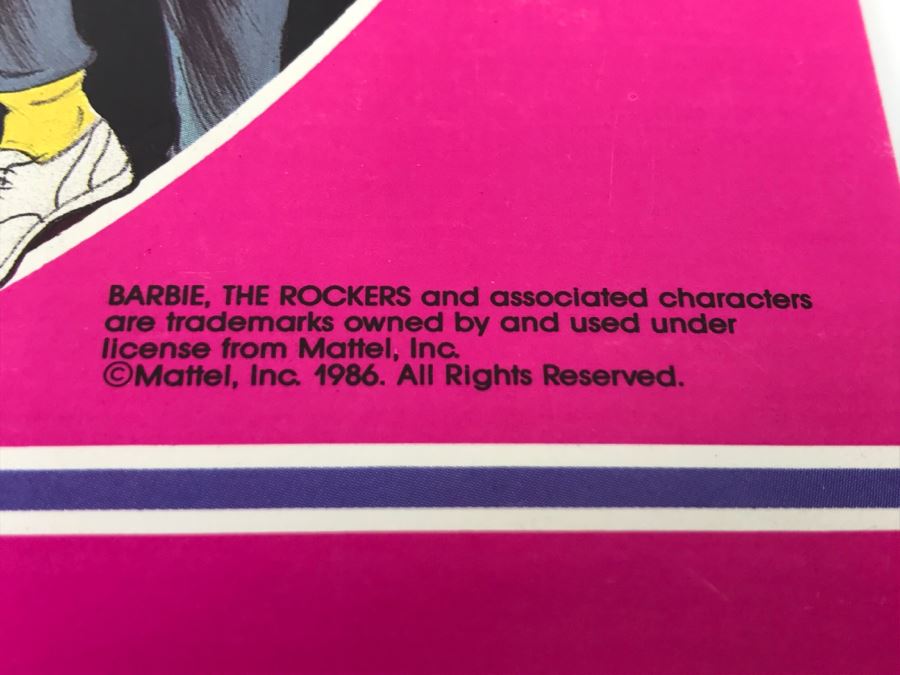 BARBIE, THE ROCKERS and associated characters
are trademarks owned by and used under
license from Mattel, Inc.
©Mattel, Inc. 1986. All Rights Reserved.